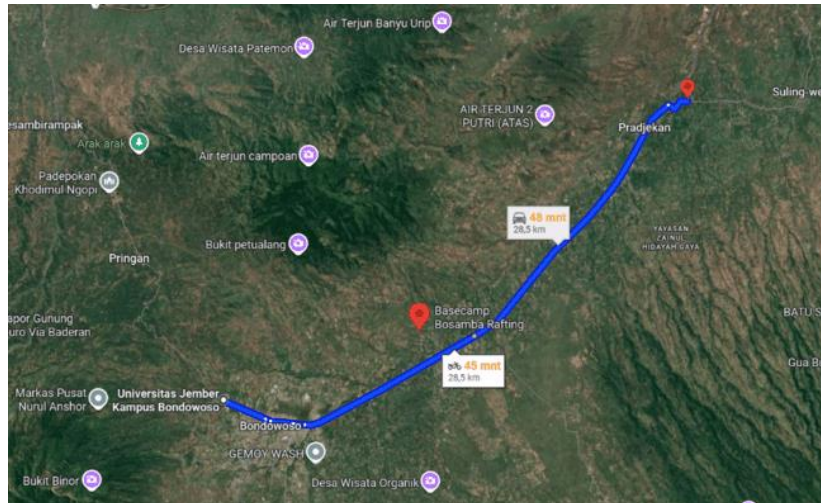 Air Terjun Banyu Urip
Desa Wisata Patemon
Suling-we
AIR TERJUN 2
PUTRI (ATAS)
esambirampak
Pradjekan
Arak arak
Air terjun campoan
Padepokan
Khodimul Ngopi
48 mnt
28,5 km
YAYASAN
ZAINUL
HIDAYAH GAYA
Bukit petualang
Pringan
Basecamp
Bosamba Rafting
apor Gunung
uro Via Baderan
BATU S
45 mnt
28,5 km
Gua B
Markas Pusat
Nurul Anshor
Universitas Jember
Kampus Bondowoso
Bondowoso
GEMOY WASH
Bukit Binor
Desa Wisata Organik